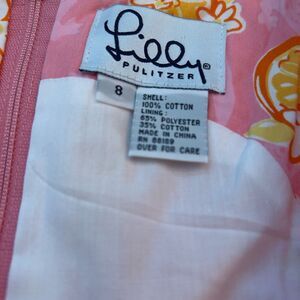 Lilly®
PULITZER
8
SHELL:
100% COTTON
LINING:
65% POLYESTER
35% COTTON
MADE IN CHINA
RN 88189
OVER FOR CARE